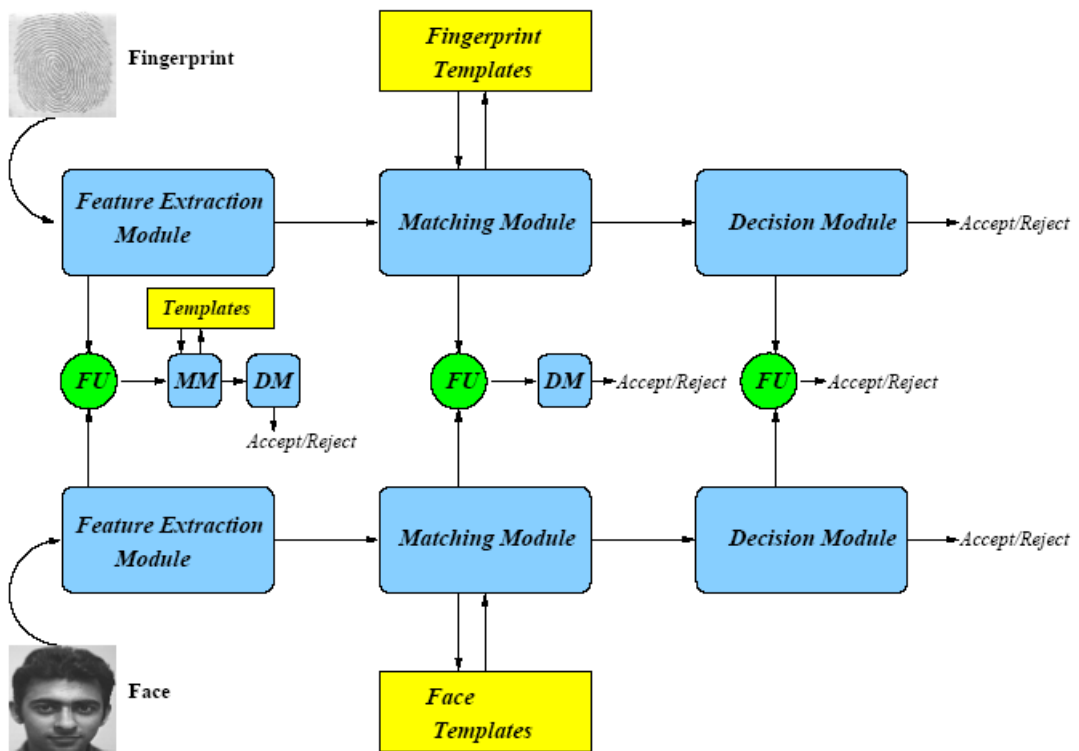 Fingerprint
Fingerprint
Templates
Feature Extraction
Module
Matching Module
Decision Module
Accept/Reject
Templates
FU
MM
DM
Accept/Reject
FU
DM
Accept/Reject
FU
Accept/Reject
Feature Extraction
Module
Matching Module
Decision Module
Accept/Reject
Face
Face
Templates